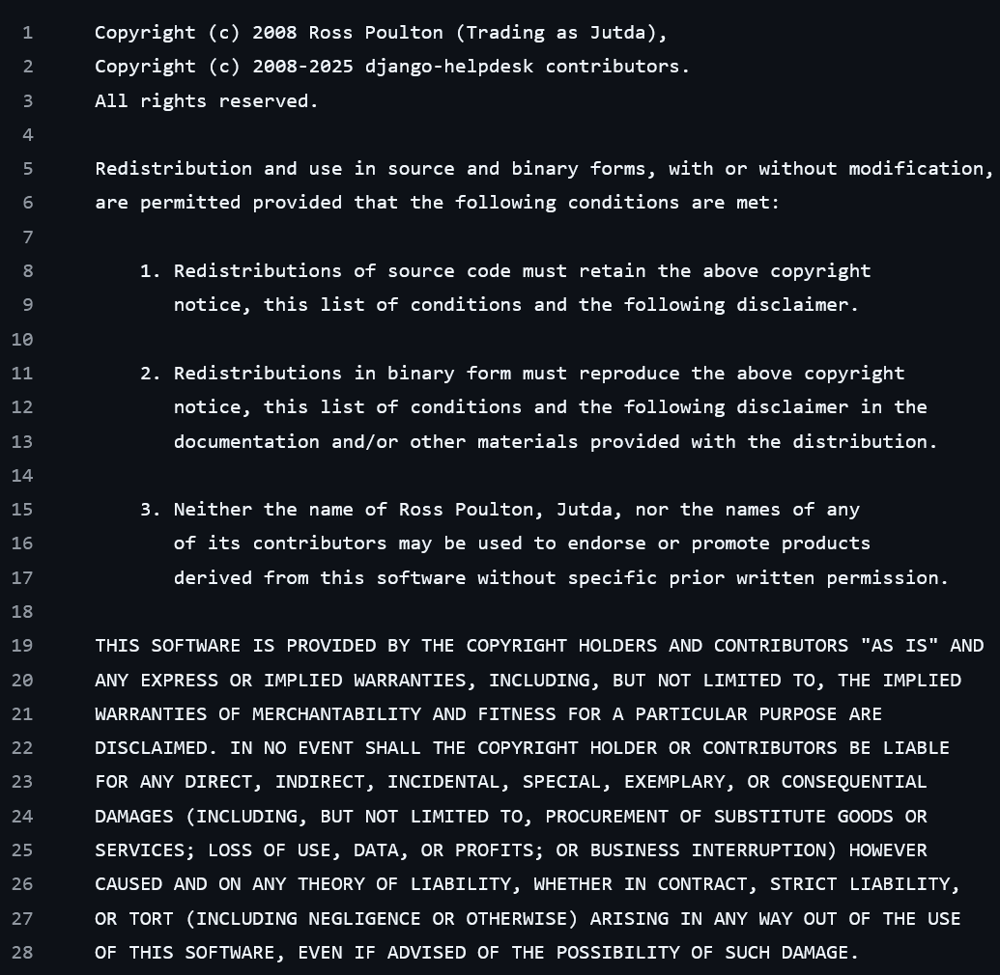 1 Copyright (c) 2008 Ross Poulton (Trading as Jutda),
2 Copyright (c) 2008-2025 django-helpdesk contributors.
3 All rights reserved.
4
5 Redistribution and use in source and binary forms, with or without modification,
6 are permitted provided that the following conditions are met:
7
8 1. Redistributions of source code must retain the above copyright
9 notice, this list of conditions and the following disclaimer.
10
11 2. Redistributions in binary form must reproduce the above copyright
12 notice, this list of conditions and the following disclaimer in the
13 documentation and/or other materials provided with the distribution.
14
15 3. Neither the name of Ross Poulton, Jutda, nor the names of any
16 of its contributors may be used to endorse or promote products
17 derived from this software without specific prior written permission.
18
19 THIS SOFTWARE IS PROVIDED BY THE COPYRIGHT HOLDERS AND CONTRIBUTORS "AS IS" AND
20 ANY EXPRESS OR IMPLIED WARRANTIES, INCLUDING, BUT NOT LIMITED TO, THE IMPLIED
21 WARRANTIES OF MERCHANTABILITY AND FITNESS FOR A PARTICULAR PURPOSE ARE
22 DISCLAIMED. IN NO EVENT SHALL THE COPYRIGHT HOLDER OR CONTRIBUTORS BE LIABLE
23 FOR ANY DIRECT, INDIRECT, INCIDENTAL, SPECIAL, EXEMPLARY, OR CONSEQUENTIAL
24 DAMAGES (INCLUDING, BUT NOT LIMITED TO, PROCUREMENT OF SUBSTITUTE GOODS OR
25 SERVICES; LOSS OF USE, DATA, OR PROFITS; OR BUSINESS INTERRUPTION) HOWEVER
26 CAUSED AND ON ANY THEORY OF LIABILITY, WHETHER IN CONTRACT, STRICT LIABILITY,
27 OR TORT (INCLUDING NEGLIGENCE OR OTHERWISE) ARISING IN ANY WAY OUT OF THE USE
28 OF THIS SOFTWARE, EVEN IF ADVISED OF THE POSSIBILITY OF SUCH DAMAGE.